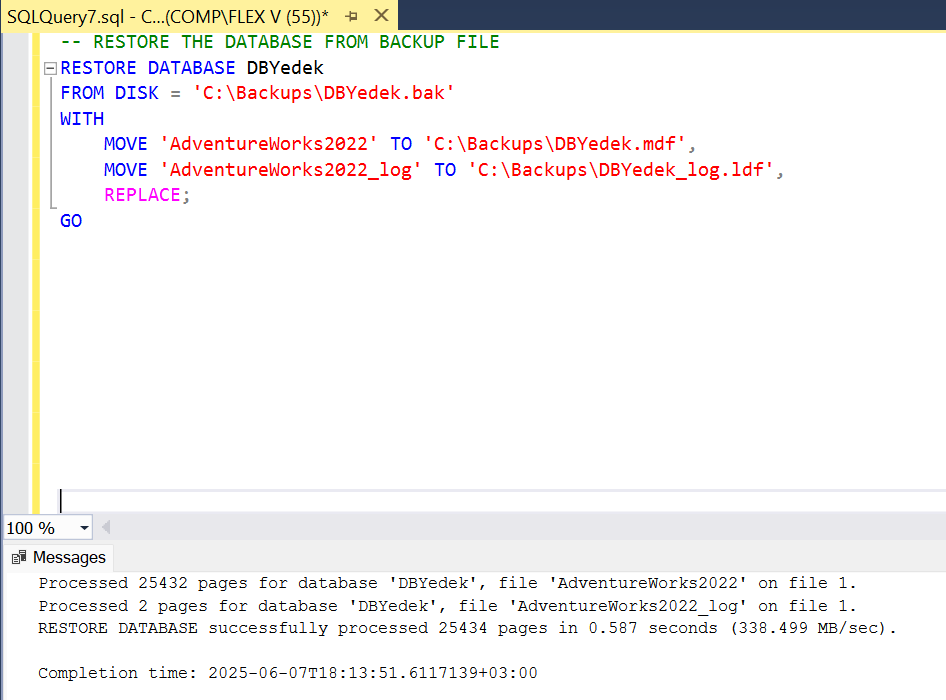 SQLQuery7.sql - C...(COMP\FLEX V (55))*
-- RESTORE THE DATABASE FROM BACKUP FILE
RESTORE DATABASE DBYedek
FROM DISK = 'C:\Backups\DBYedek.bak'
WITH
    MOVE 'AdventureWorks2022' TO 'C:\Backups\DBYedek.mdf',
    MOVE 'AdventureWorks2022_log' TO 'C:\Backups\DBYedek_log.ldf',
    REPLACE;
GO
100 %
Messages
Processed 25432 pages for database 'DBYedek', file 'AdventureWorks2022' on file 1.
Processed 2 pages for database 'DBYedek', file 'AdventureWorks2022_log' on file 1.
RESTORE DATABASE successfully processed 25434 pages in 0.587 seconds (338.499 MB/sec).
Completion time: 2025-06-07T18:13:51.6117139+03:00